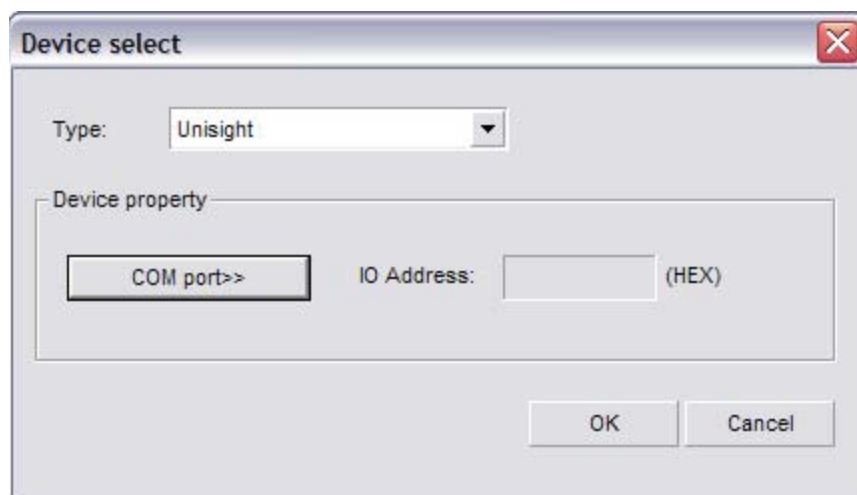 Device select
Type: Unisight
Device property
COM port>> IO Address: (HEX)
OK Cancel